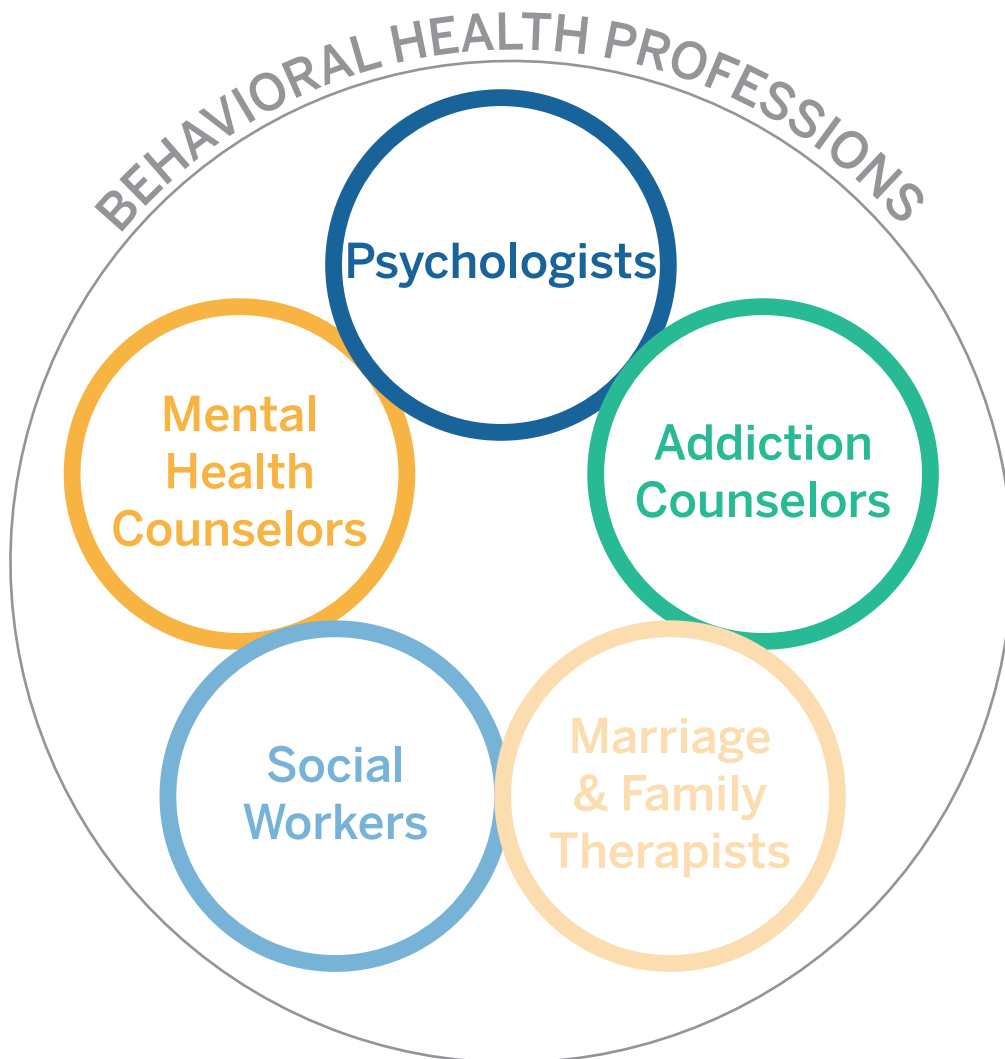 BEHAVIORAL HEALTH PROFESSIONS
Psychologists
Mental
Health
Counselors
Addiction
Counselors
Social
Workers
Marriage
& Family
Therapists